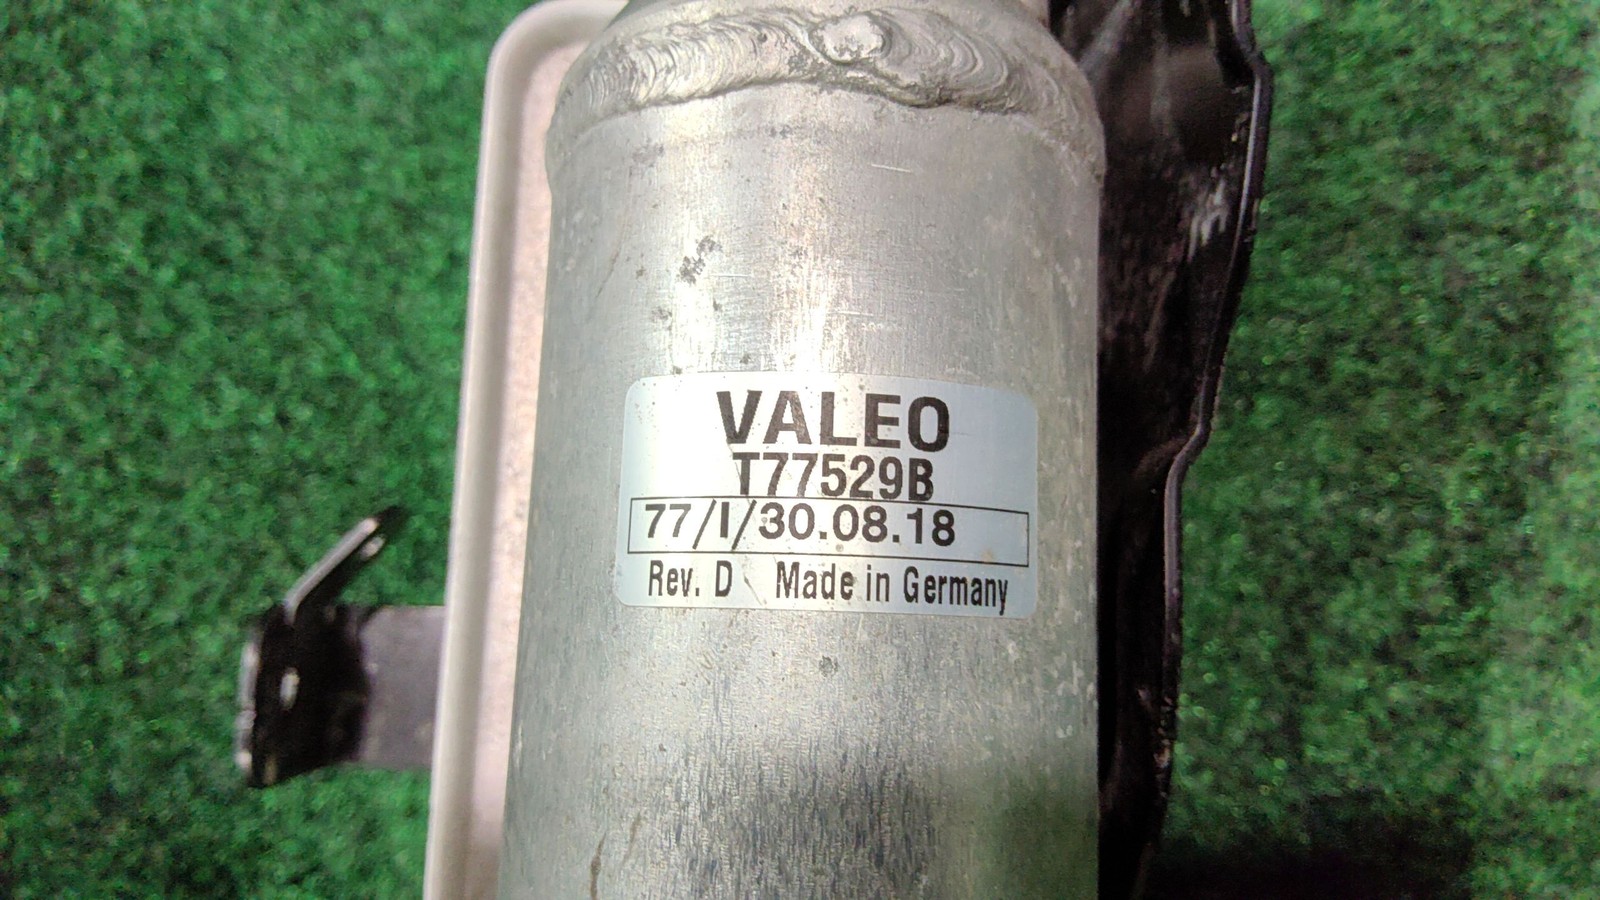 VALEO
T77529B
77/I/30.08.18
Rev. D Made in Germany